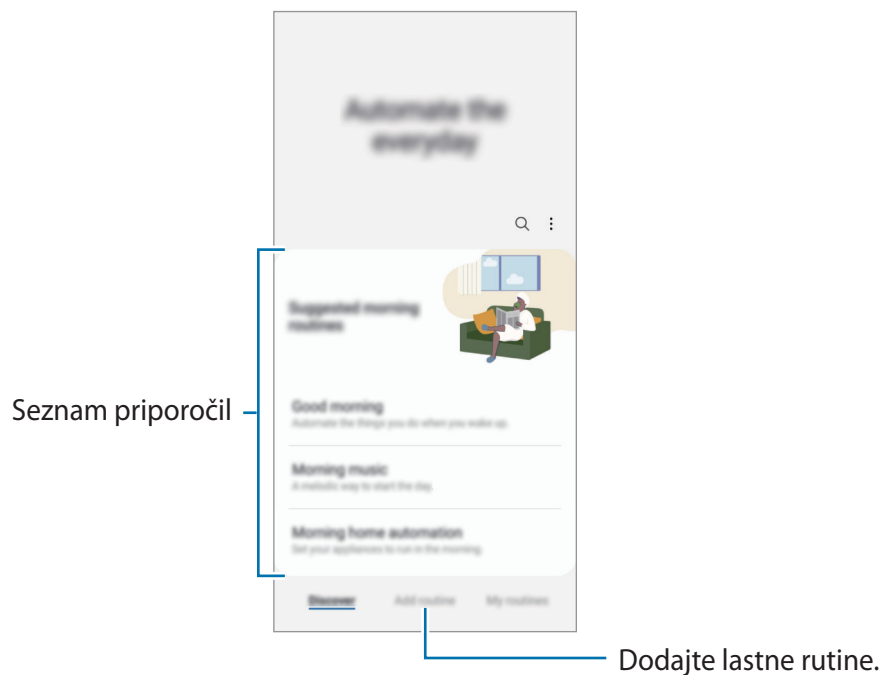 Automate the
everyday
Suggested morning
routines
Seznam priporočil
Good morning
Automate the things you do when you wake up.
Morning music
A melodic way to start the day.
Morning home automation
Set your appliances to run in the morning.
Discover Add routine My routines
Dodajte lastne rutine.